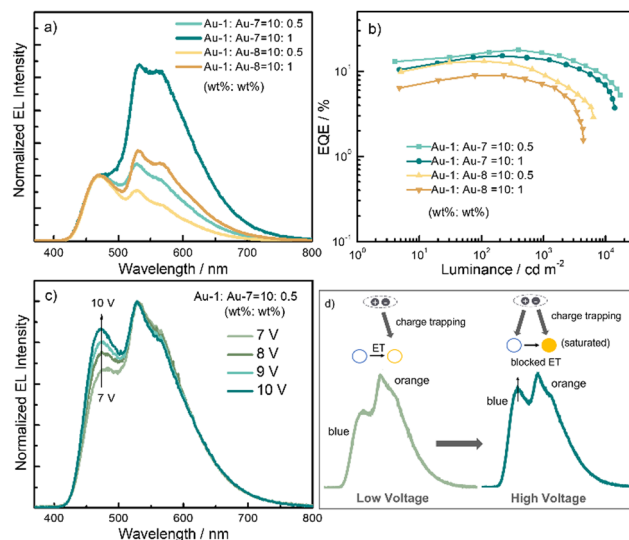 a)
Au-1: Au-7=10: 0.5
Au-1: Au-7=10: 1
Au-1: Au-8=10: 0.5
Au-1: Au-8=10: 1
(wt%: wt%)
Normalized EL Intensity
400 500 600 700 800
Wavelength / nm
b)
EQE / %
10²
10¹
10⁰
10⁻¹
Au-1: Au-7 =10: 0.5
Au-1: Au-7 =10: 1
Au-1: Au-8 =10: 0.5
Au-1: Au-8 =10: 1
(wt%: wt%)
10⁰ 10¹ 10² 10³ 10⁴
Luminance / cd m⁻²
c)
10 V
Au-1: Au-7=10: 0.5
(wt%: wt%)
7 V
8 V
9 V
10 V
7 V
Normalized EL Intensity
400 500 600 700 800
Wavelength / nm
d)
charge trapping
ET
orange
blue
Low Voltage
charge trapping
(saturated)
blocked ET
orange
blue
High Voltage